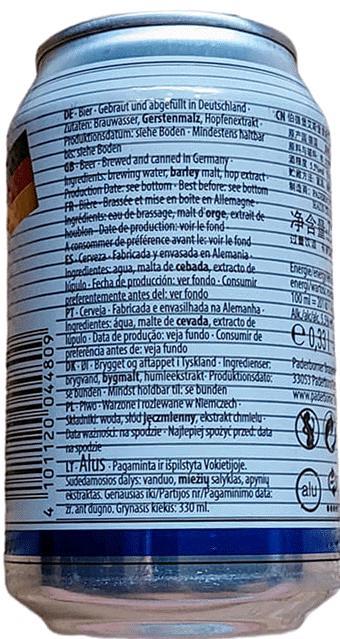 DE · Bier · Gebraut und abgefüllt in Deutschland ·
Zutaten: Brauwasser, Gerstenmalz, Hopfenextrakt ·
Produktionsdatum: siehe Boden · Mindestens haltbar
bis: siehe Boden
GB · Beer · Brewed and canned in Germany ·
Ingredients: brewing water, barley malt, hop extract ·
Production Date: see bottom · Best before: see bottom
FR · Bière · Brassée et mise en boîte en Allemagne ·
Ingrédients: eau de brassage, malt d'orge, extrait de
houblon · Date de production: voir le fond ·
A consommer de préférence avant le: voir le fond
ES · Cerveza · Fabricada y envasada en Alemania ·
Ingredientes: agua, malta de cebada, extracto de
lúpulo · Fecha de producción: ver fondo · Consumir
preferentemente antes del: ver fondo
PT · Cerveja · Fabricada e envasilhada na Alemanha ·
Ingredientes: água, malte de cevada, extracto de
lúpulo · Data de produção: veja fundo · Consumir de
preferência antes de: veja fundo
DK · Øl · Brygget og aftappet i Tyskland · Ingredienser:
brygvand, bygmalt, humleekstrakt · Produktionsdato:
se bunden · Mindst holdbar til: se bunden
PL · Piwo · Warzone i rozlewane w Niemczech ·
Składniki: woda, słód jęczmienny, ekstrakt chmielu ·
Data ważności: na spodzie · Najlepiej spożyć przed: data
na spodzie
LT · Alus · Pagaminta ir išpilstyta Vokietijoje.
Sudedamosios dalys: vanduo, miežių salyklas, apynių
ekstraktas. Geriausias iki/Partijos nr/Pagaminimo data:
žr. ant dugno. Grynasis kiekis: 330 ml.
4 101120 044809
CN
净含量
100 ml = 
e 0,33
Paderborner
33053
www.pade
alu